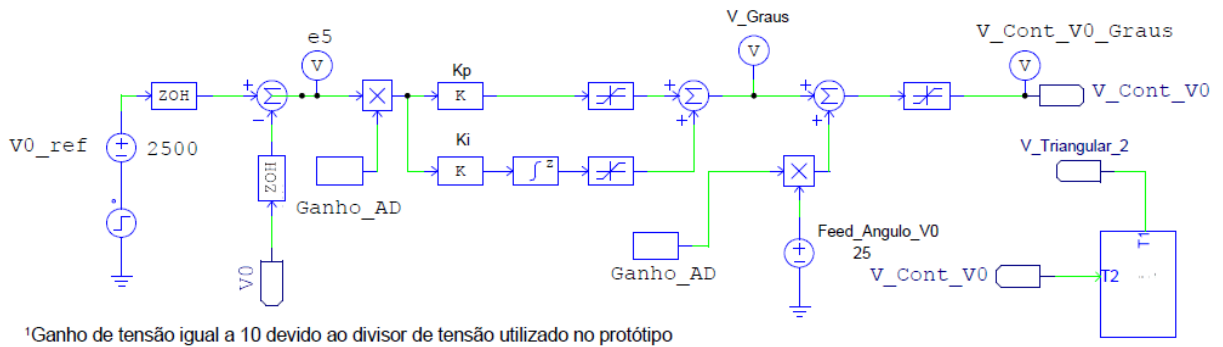 V_Graus
V_Cont_V0_Graus
e5
V
V
V
Kp
ZOH
+
Σ
-
×
K
+
Σ
+
+
Σ
+
V_Cont_V0
V0_ref
2500
Ki
K
z
ZOH
Ganho_AD
×
V_Triangular_2
Feed_Angulo_V0
25
V0
Ganho_AD
T1
V_Cont_V0
T2
¹Ganho de tensão igual a 10 devido ao divisor de tensão utilizado no protótipo